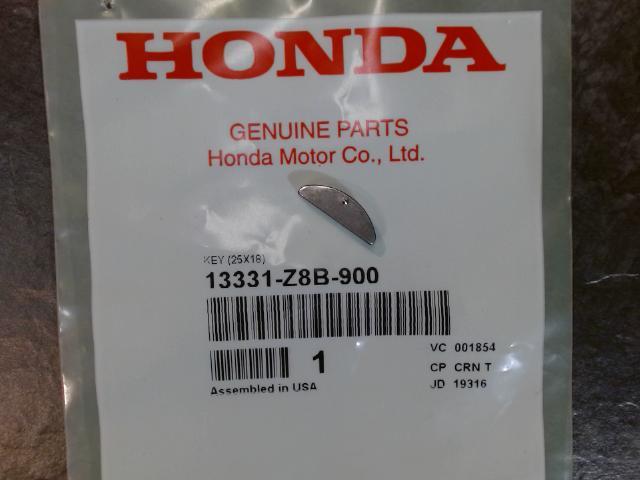 HONDA
GENUINE PARTS
Honda Motor Co., Ltd.
KEY (25X18)
13331-Z8B-900
1
VC 001854
CP CRN T
Assembled in USA
JD 19316